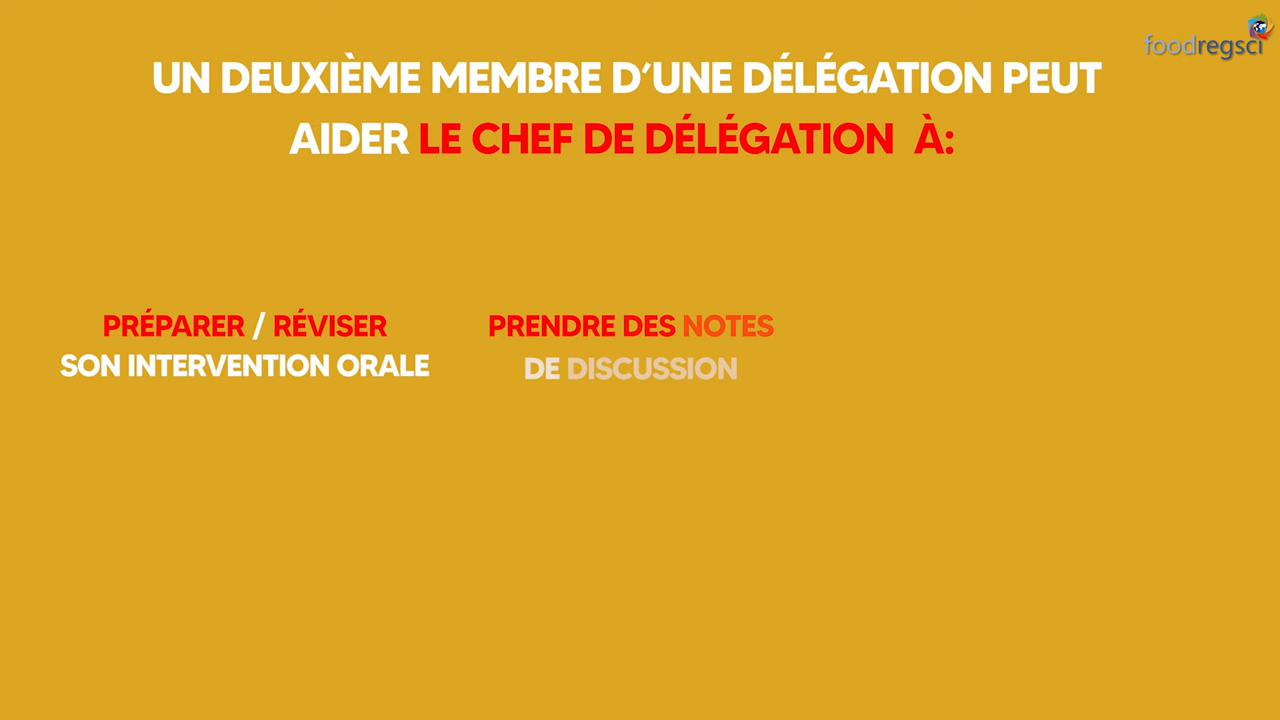 foodregsci
UN DEUXIÈME MEMBRE D'UNE DÉLÉGATION PEUT
AIDER LE CHEF DE DÉLÉGATION À:
PRÉPARER / RÉVISER
SON INTERVENTION ORALE
PRENDRE DES NOTES
DE DISCUSSION